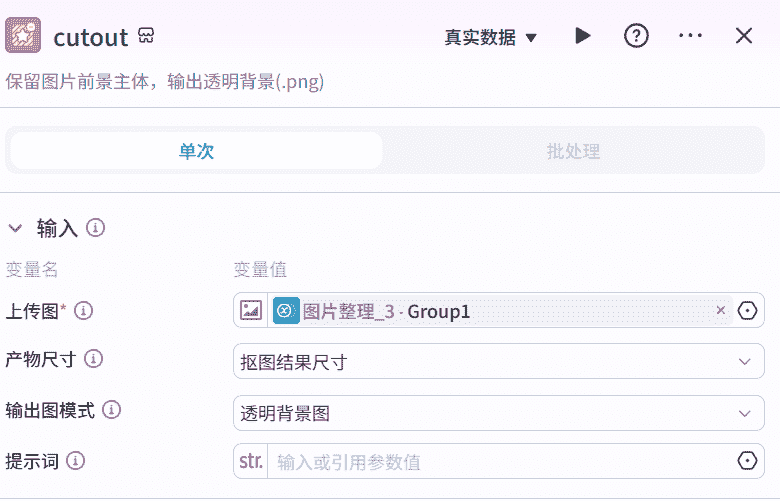 cutout 真实数据
保留图片前景主体，输出透明背景(.png)
单次 批处理
输入
变量名 变量值
上传图* 图片整理_3 · Group1
产物尺寸 抠图结果尺寸
输出图模式 透明背景图
提示词 str. 输入或引用参数值